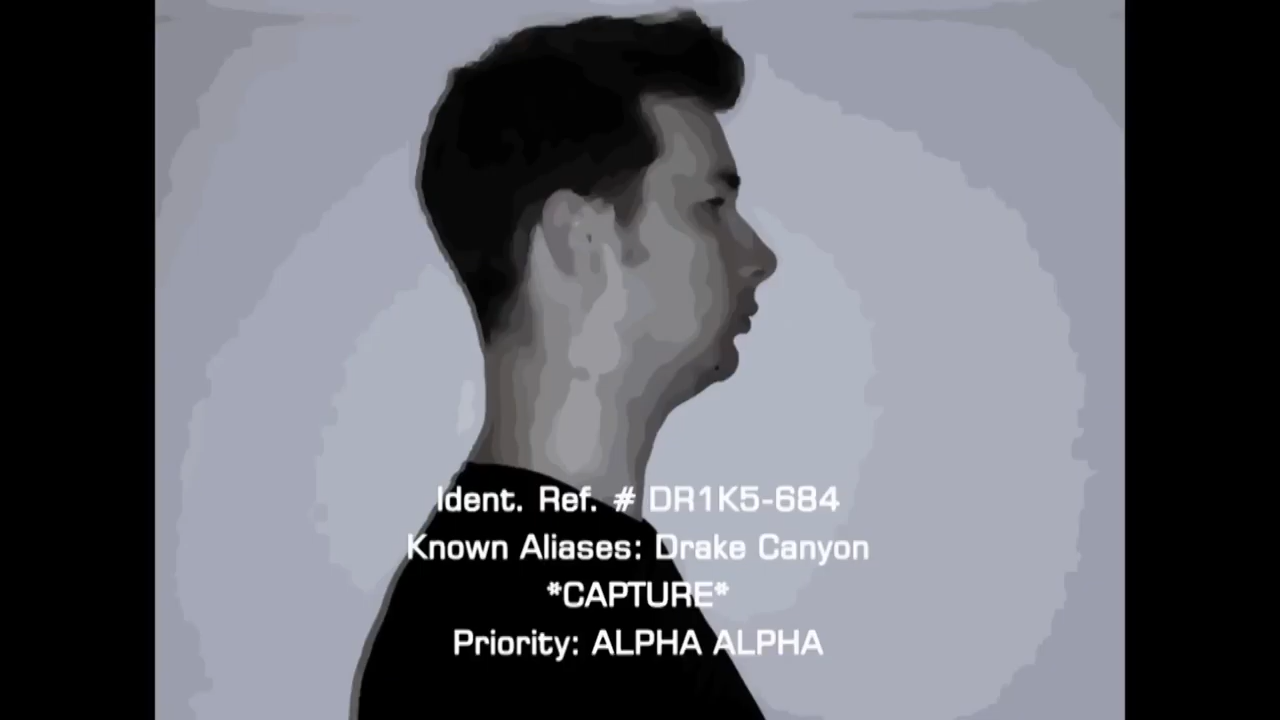 Ident. Ref. # DR1K5-684
Known Aliases: Drake Canyon
*CAPTURE*
Priority: ALPHA ALPHA